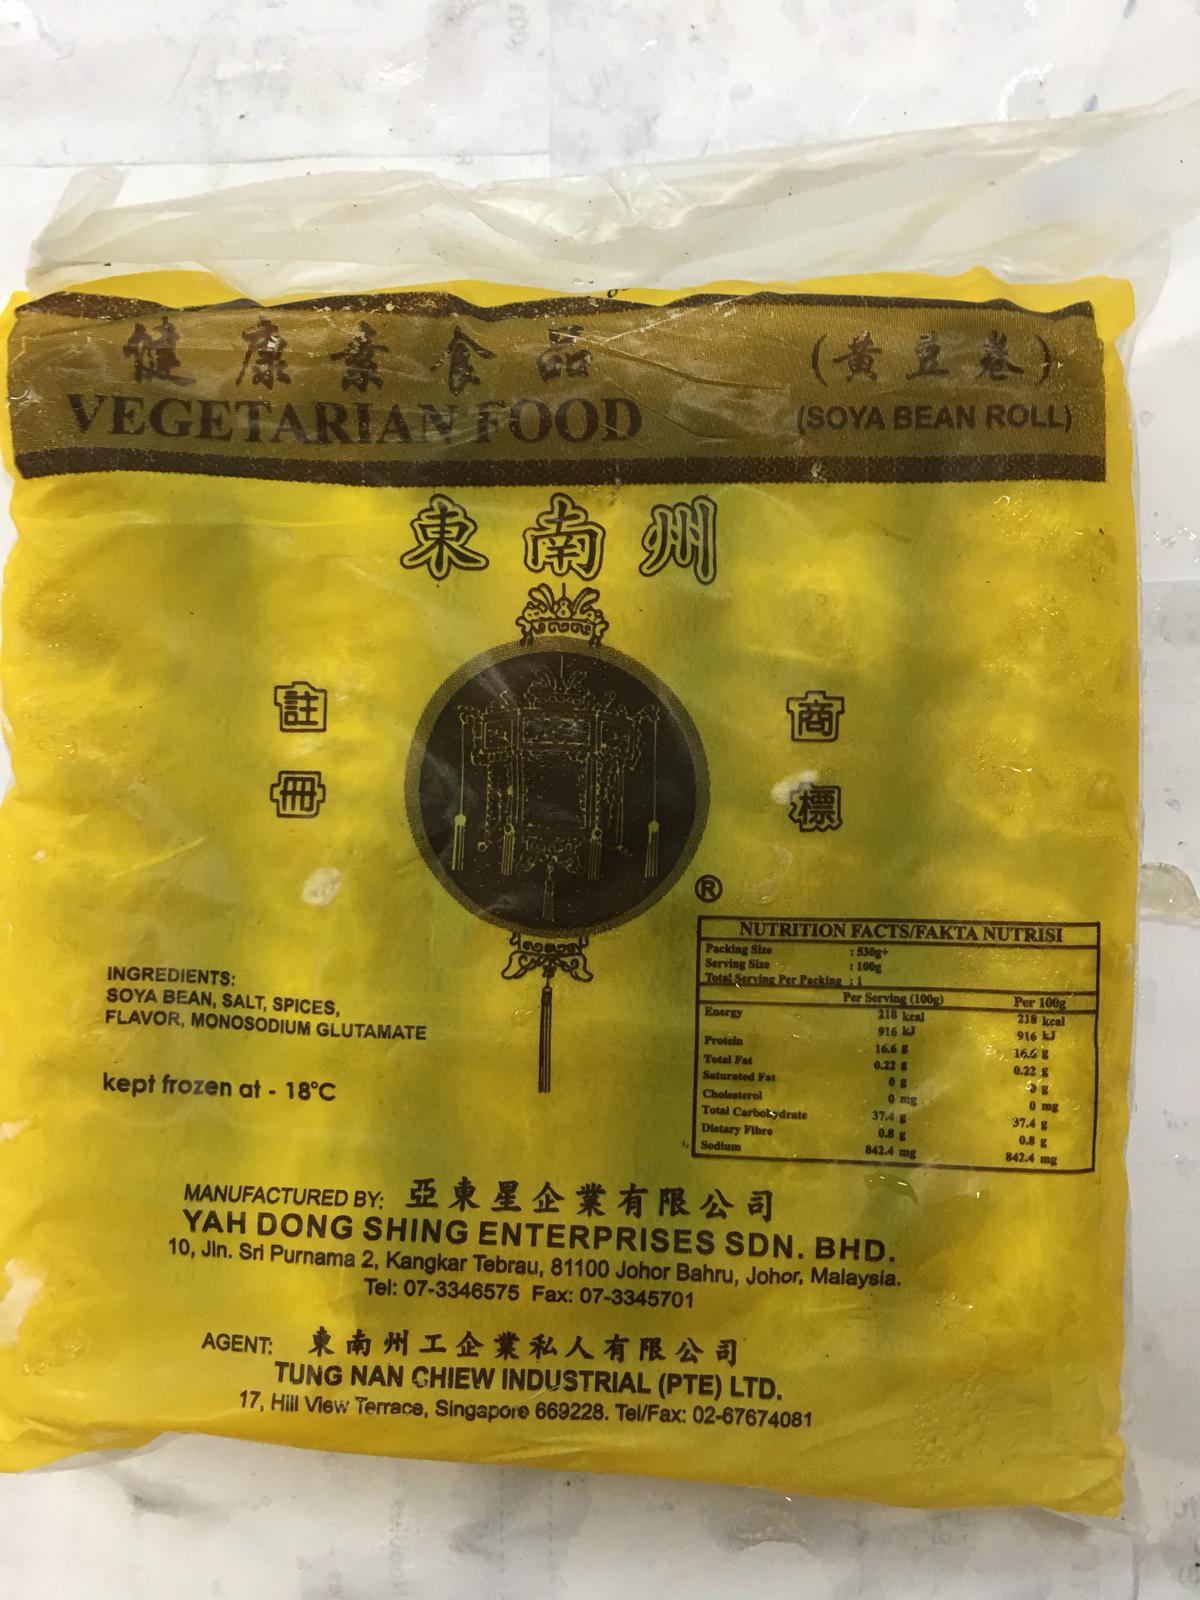 健康素食品
(黃豆卷)
VEGETARIAN FOOD
(SOYA BEAN ROLL)
東南州
註冊
商標
®
INGREDIENTS:
SOYA BEAN, SALT, SPICES,
FLAVOR, MONOSODIUM GLUTAMATE
kept frozen at - 18°C
NUTRITION FACTS/FAKTA NUTRISI
Packing Size : 530g+
Serving Size : 100g
Total Serving Per Packing : 1
Per Serving (100g) Per 100g
Energy 218 kcal 218 kcal
916 kJ 916 kJ
Protein 16.6 g 16.6 g
Total Fat 0.22 g 0.22 g
Saturated Fat 0 g 0 g
Cholesterol 0 mg 0 mg
Total Carbohydrate 37.4 g 37.4 g
Dietary Fibre 0.8 g 0.8 g
Sodium 842.4 mg 842.4 mg
MANUFACTURED BY: 亞東星企業有限公司
YAH DONG SHING ENTERPRISES SDN. BHD.
10, Jln. Sri Purnama 2, Kangkar Tebrau, 81100 Johor Bahru, Johor, Malaysia.
Tel: 07-3346575 Fax: 07-3345701
AGENT: 東南州工企業私人有限公司
TUNG NAN CHIEW INDUSTRIAL (PTE) LTD.
17, Hill View Terrace, Singapore 669228. Tel/Fax: 02-67674081